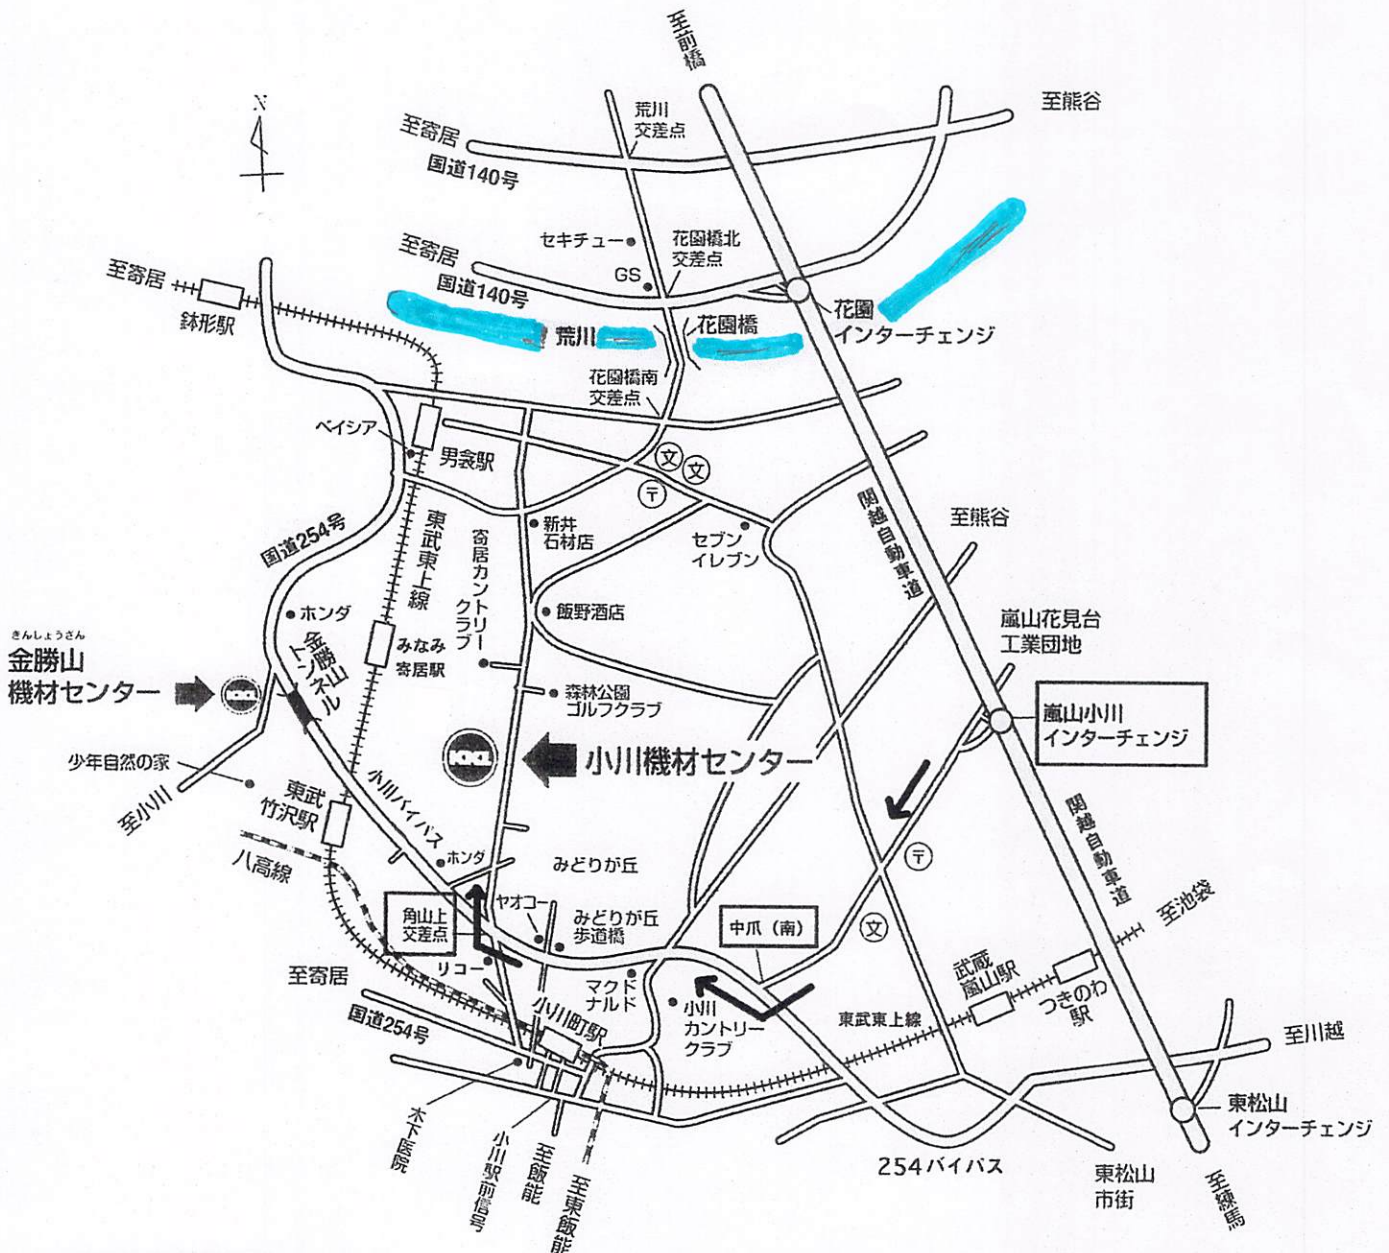 至前橋
N
荒川
交差点
至熊谷
至寄居
国道140号
セキチュー
花園橋北
交差点
至寄居
GS
国道140号
至寄居
鉢形駅
荒川
花園橋
花園
インターチェンジ
花園橋南
交差点
ベイシア
男衾駅
文
文
〒
国道254号
東武東上線
寄居カントリー
クラブ
新井
石材店
セブン
イレブン
関越自動車道
至熊谷
ホンダ
飯野酒店
嵐山花見台
工業団地
きんしょうざん
金勝山
機材センター
金勝山
トンネル
みなみ
寄居駅
森林公園
ゴルフクラブ
嵐山小川
インターチェンジ
小川機材センター
少年自然の家
至小川
東武
竹沢駅
小川バイパス
関越自動車道
八高線
ホンダ
みどりが丘
〒
角山上
交差点
ヤオコー
みどりが丘
歩道橋
中爪（南）
文
至池袋
リコー
至寄居
マクド
ナルド
武蔵
嵐山駅
つきのわ
駅
国道254号
小川町駅
小川
カントリー
クラブ
東武東上線
至川越
木下医院
小川駅前信号
至飯能
至東飯能
東松山
インターチェンジ
254バイパス
東松山
市街
至練馬